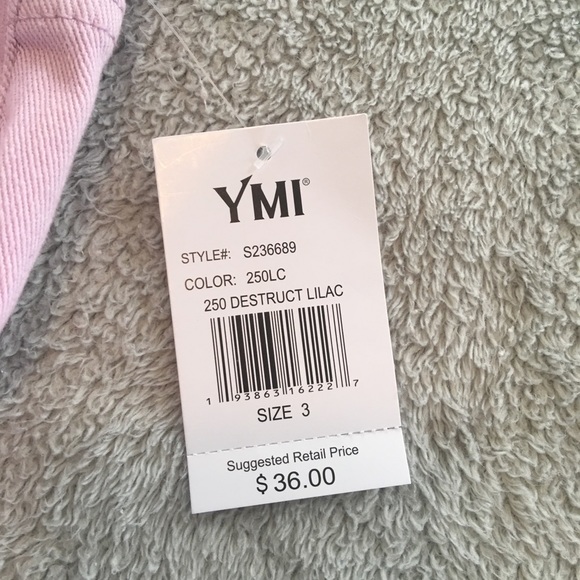 YMI®
STYLE#: S236689
COLOR: 250LC
250 DESTRUCT LILAC
1 93863 16222 7
SIZE 3
Suggested Retail Price
$ 36.00